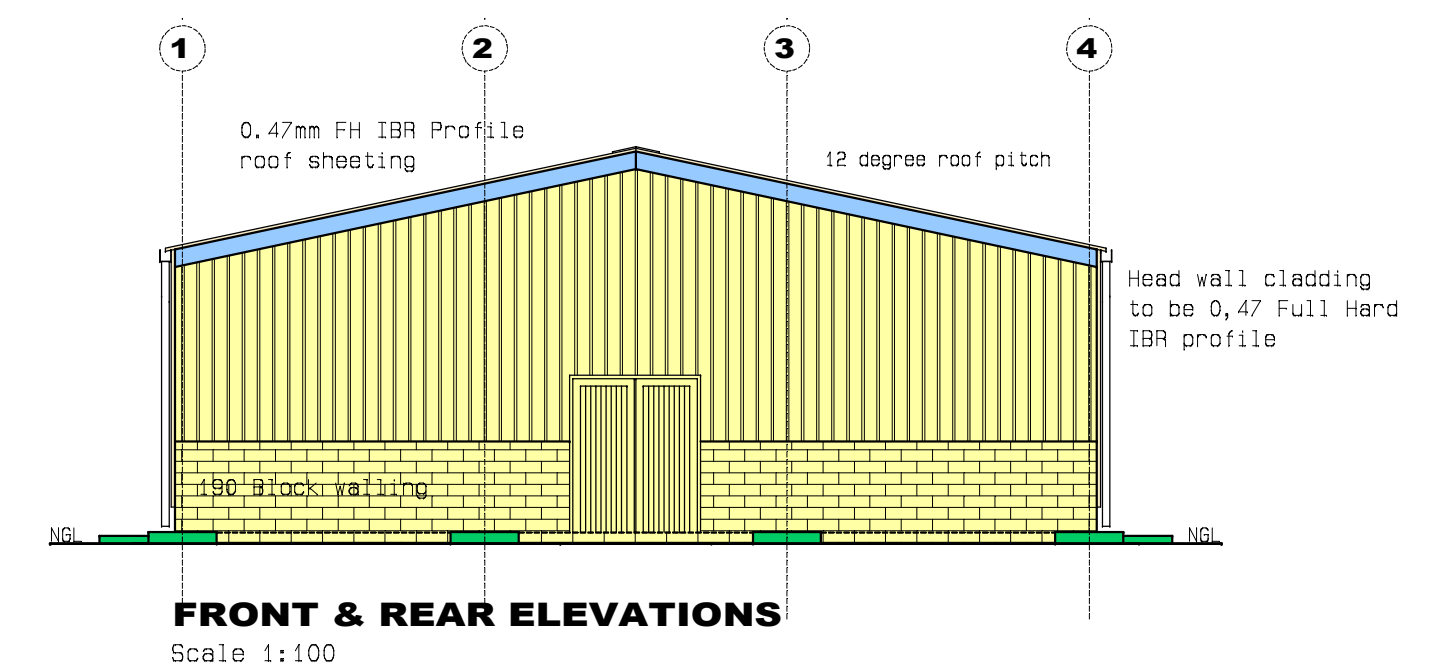 1
2
3
4
0.47mm FH IBR Profile
roof sheeting
12 degree roof pitch
Head wall cladding
to be 0,47 Full Hard
IBR profile
190 Block walling
NGL
NGL
FRONT & REAR ELEVATIONS
Scale 1:100